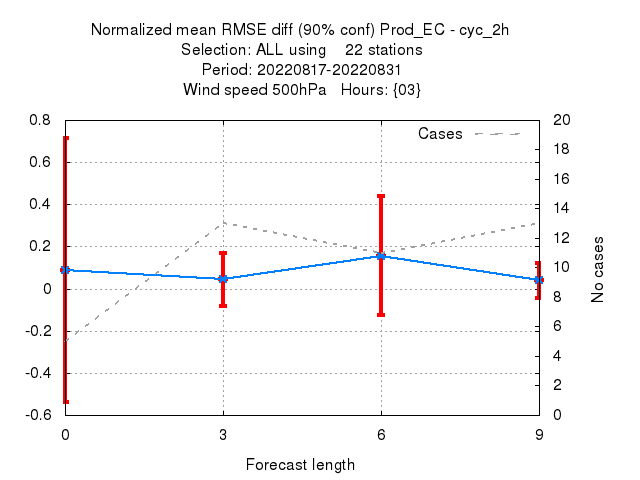 Normalized mean RMSE diff (90% conf) Prod_EC - cyc_2h
Selection: ALL using    22 stations
Period: 20220817-20220831
Wind speed 500hPa   Hours: {03}
Cases
0.8
0.6
0.4
0.2
0
-0.2
-0.4
-0.6
20
18
16
14
12
10
8
6
4
2
0
No cases
0 3 6 9
Forecast length